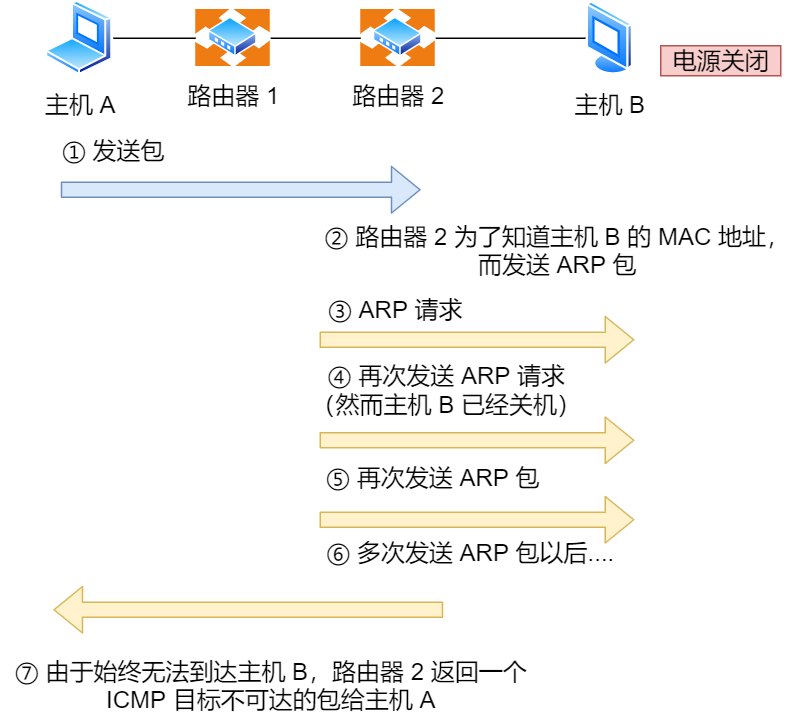 电源关闭
主机 A
路由器 1
路由器 2
主机 B
① 发送包
② 路由器 2 为了知道主机 B 的 MAC 地址，
而发送 ARP 包
③ ARP 请求
④ 再次发送 ARP 请求
（然而主机 B 已经关机）
⑤ 再次发送 ARP 包
⑥ 多次发送 ARP 包以后....
⑦ 由于始终无法到达主机 B，路由器 2 返回一个
ICMP 目标不可达的包给主机 A